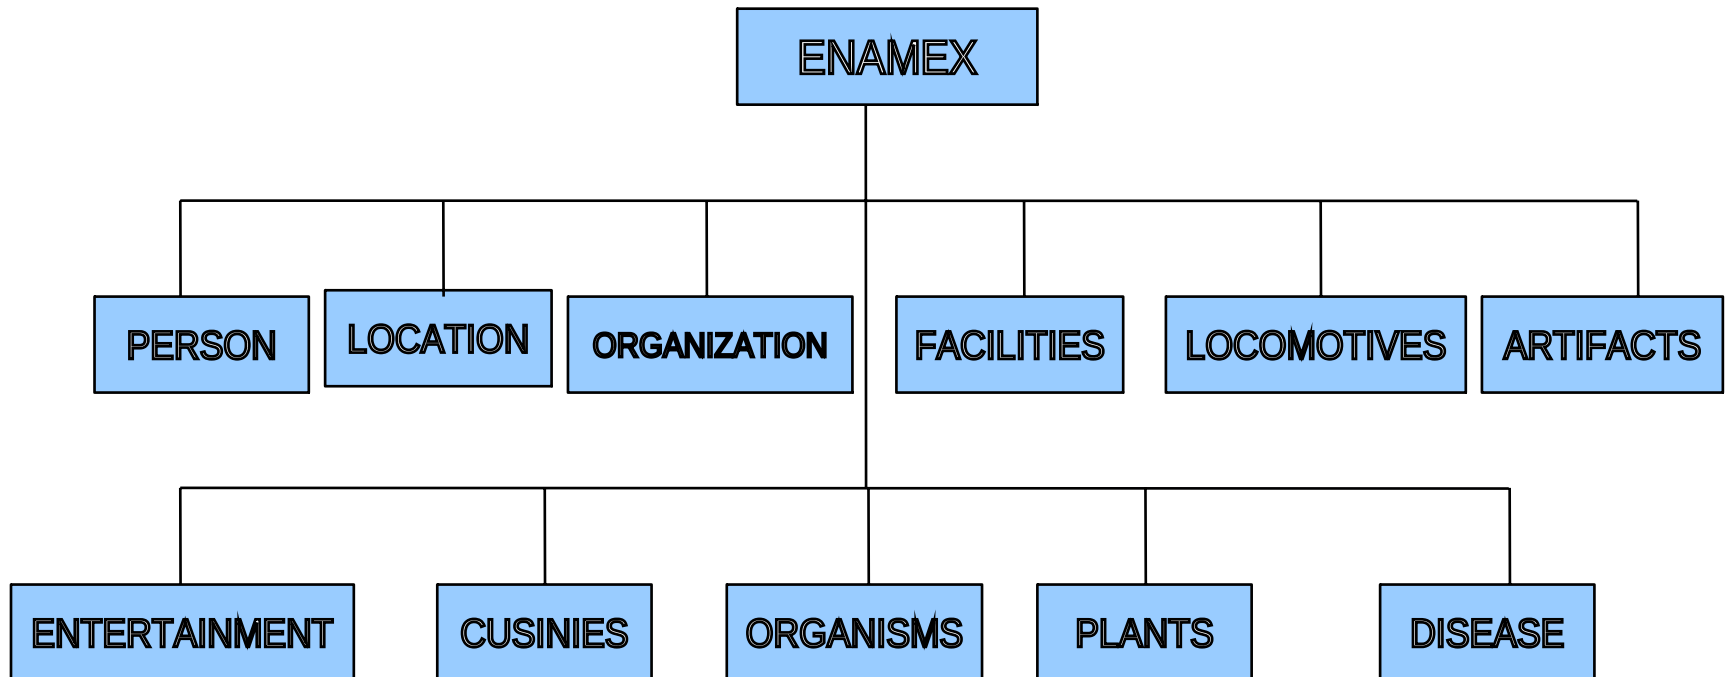 ENAMEX
PERSON
LOCATION
ORGANIZATION
FACILITIES
LOCOMOTIVES
ARTIFACTS
ENTERTAINMENT
CUSINIES
ORGANISMS
PLANTS
DISEASE